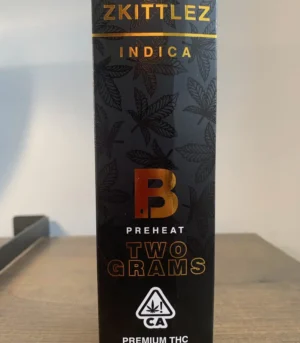 ZKITTLEZ
INDICA
B
PREHEAT
TWO
GRAMS
!
CA
PREMIUM THC